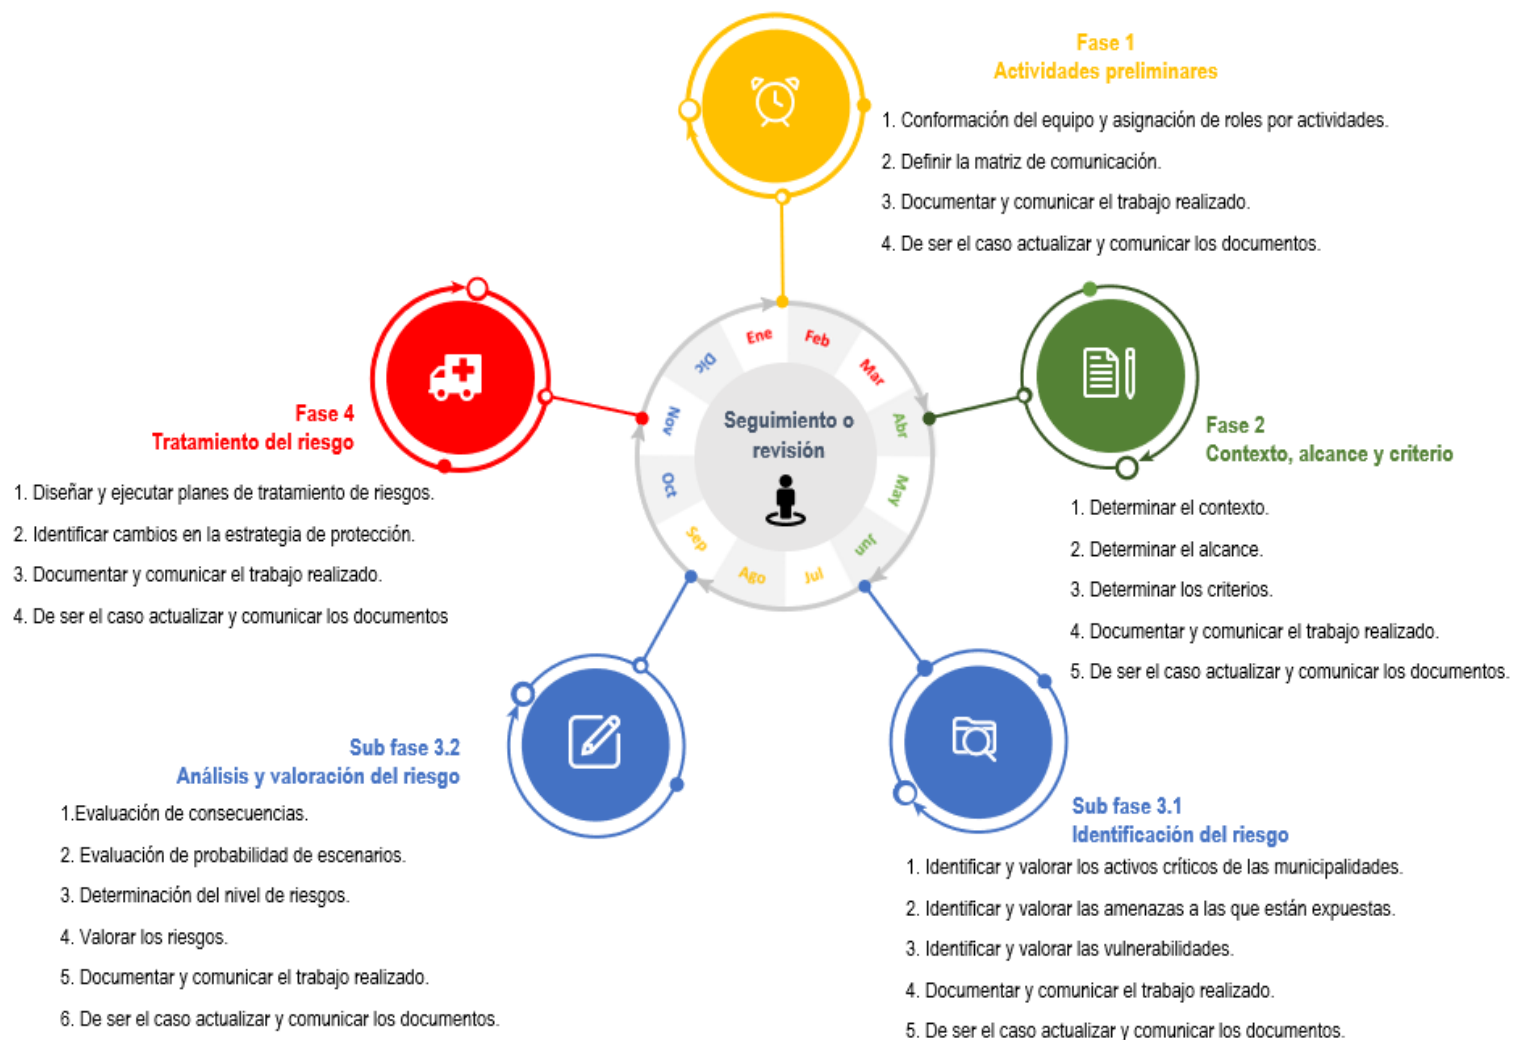 Fase 1
Actividades preliminares
1. Conformación del equipo y asignación de roles por actividades.
2. Definir la matriz de comunicación.
3. Documentar y comunicar el trabajo realizado.
4. De ser el caso actualizar y comunicar los documentos.
Fase 2
Contexto, alcance y criterio
1. Determinar el contexto.
2. Determinar el alcance.
3. Determinar los criterios.
4. Documentar y comunicar el trabajo realizado.
5. De ser el caso actualizar y comunicar los documentos.
Sub fase 3.1
Identificación del riesgo
1. Identificar y valorar los activos críticos de las municipalidades.
2. Identificar y valorar las amenazas a las que están expuestas.
3. Identificar y valorar las vulnerabilidades.
4. Documentar y comunicar el trabajo realizado.
5. De ser el caso actualizar y comunicar los documentos.
Sub fase 3.2
Análisis y valoración del riesgo
1.Evaluación de consecuencias.
2. Evaluación de probabilidad de escenarios.
3. Determinación del nivel de riesgos.
4. Valorar los riesgos.
5. Documentar y comunicar el trabajo realizado.
6. De ser el caso actualizar y comunicar los documentos.
Fase 4
Tratamiento del riesgo
1. Diseñar y ejecutar planes de tratamiento de riesgos.
2. Identificar cambios en la estrategia de protección.
3. Documentar y comunicar el trabajo realizado.
4. De ser el caso actualizar y comunicar los documentos
Ene
Feb
Mar
Abr
May
Jun
Jul
Ago
Sep
Oct
Nov
Dic
Seguimiento o
revisión